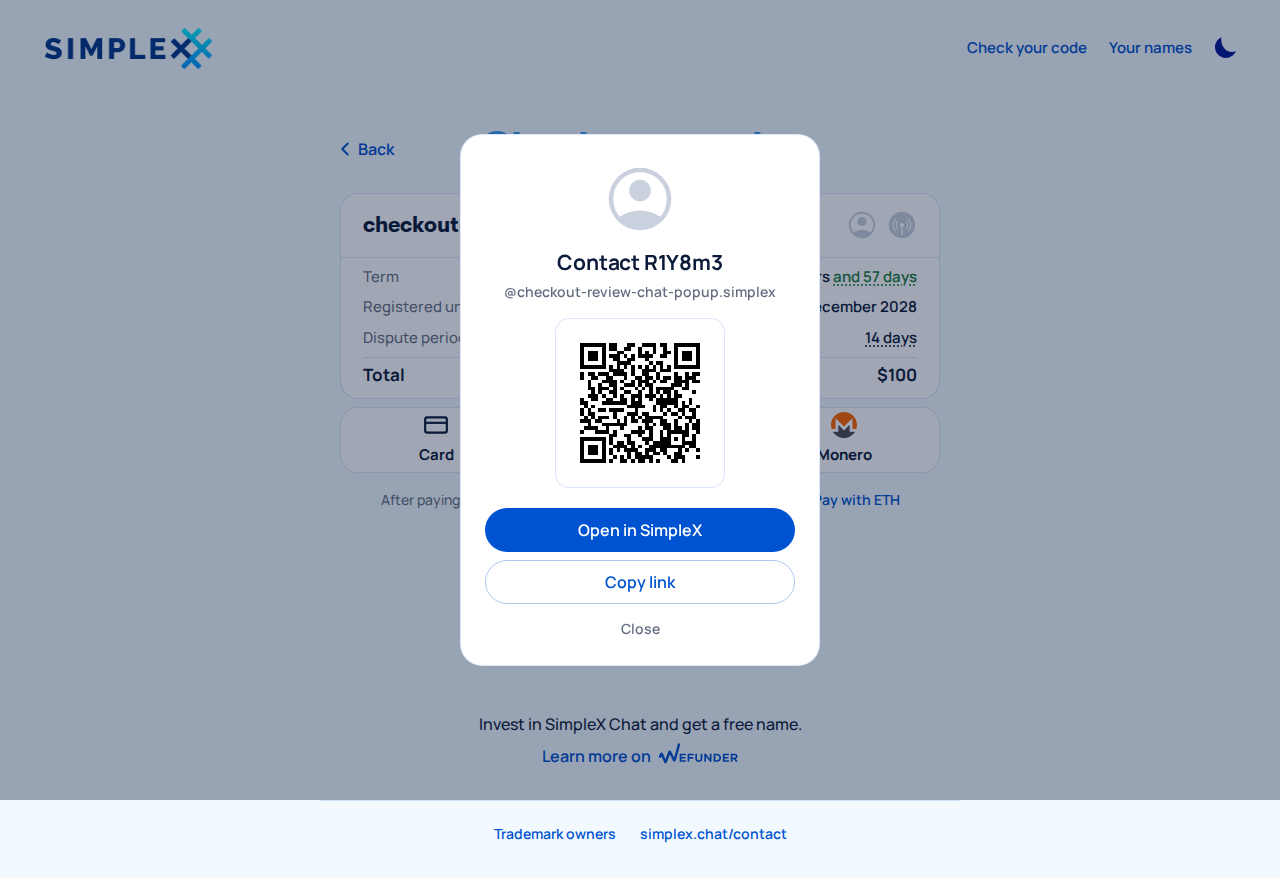 SIMPLEX
Check your code
Your names
Back
checkout
Contact R1Y8m3
@checkout-review-chat-popup.simplex
Term
and 57 days
Registered
2028
Dispute
14 days
Total
$100
Card
Monero
After paying
Pay with ETH
Open in SimpleX
Copy link
Close
Invest in SimpleX Chat and get a free name.
Learn more on WEFUNDER
Trademark owners
simplex.chat/contact